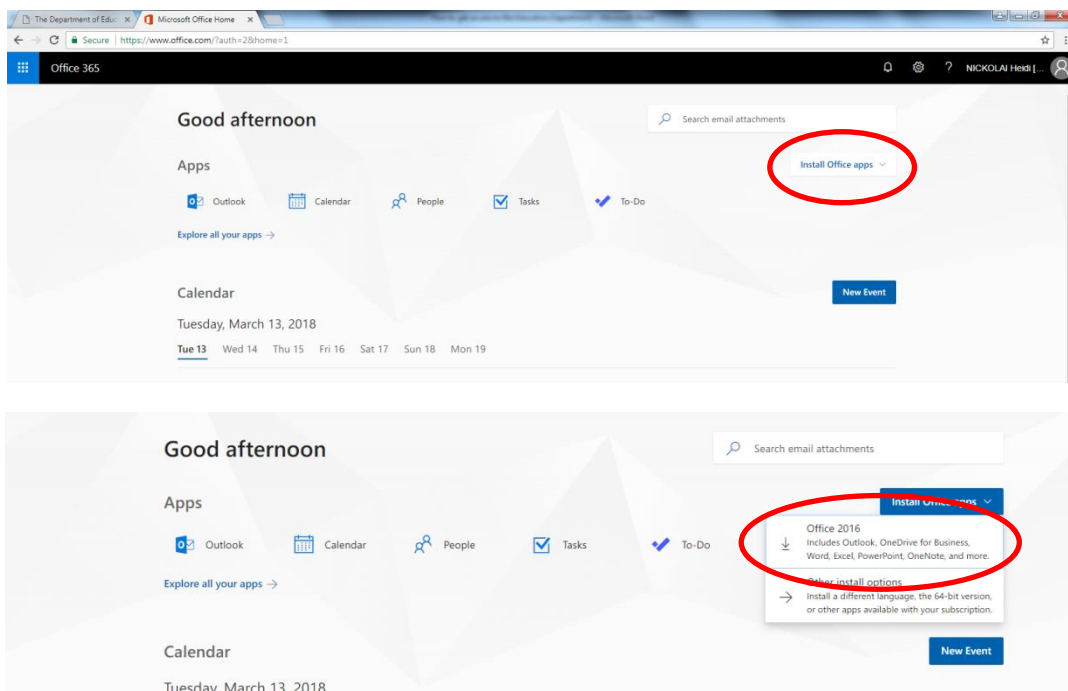 The Department of Educ
Microsoft Office Home
Secure | https://www.office.com/?auth=2&home=1
Office 365
? NICKOLAI Heidi [...
Good afternoon
Search email attachments
Apps
Install Office apps
Outlook Calendar People Tasks To-Do
Explore all your apps →
Calendar
New Event
Tuesday, March 13, 2018
Tue 13 Wed 14 Thu 15 Fri 16 Sat 17 Sun 18 Mon 19
Good afternoon
Search email attachments
Apps
Install Office apps
Office 2016
Includes Outlook, OneDrive for Business,
Word, Excel, PowerPoint, OneNote, and more.
Outlook Calendar People Tasks To-Do
Explore all your apps →
Other install options
Install a different language, the 64-bit version,
or other apps available with your subscription.
Calendar
New Event
Tuesday, March 13, 2018